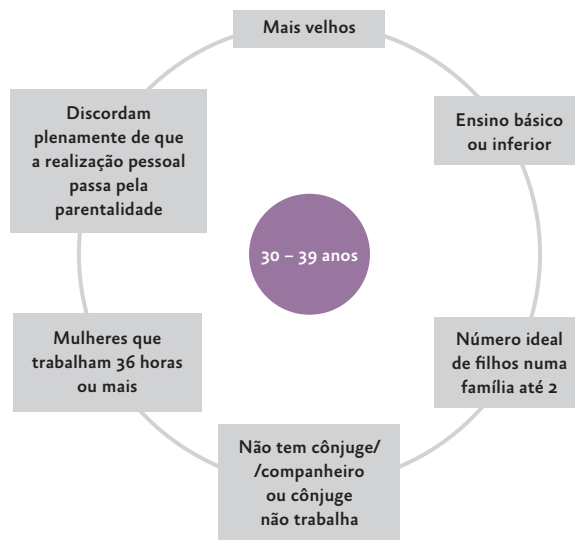 Mais velhos
Ensino básico
ou inferior
Número ideal
de filhos numa
família até 2
Não tem cônjuge/
/companheiro
ou cônjuge
não trabalha
Mulheres que
trabalham 36 horas
ou mais
Discordam
plenamente de que
a realização pessoal
passa pela
parentalidade
30 – 39 anos